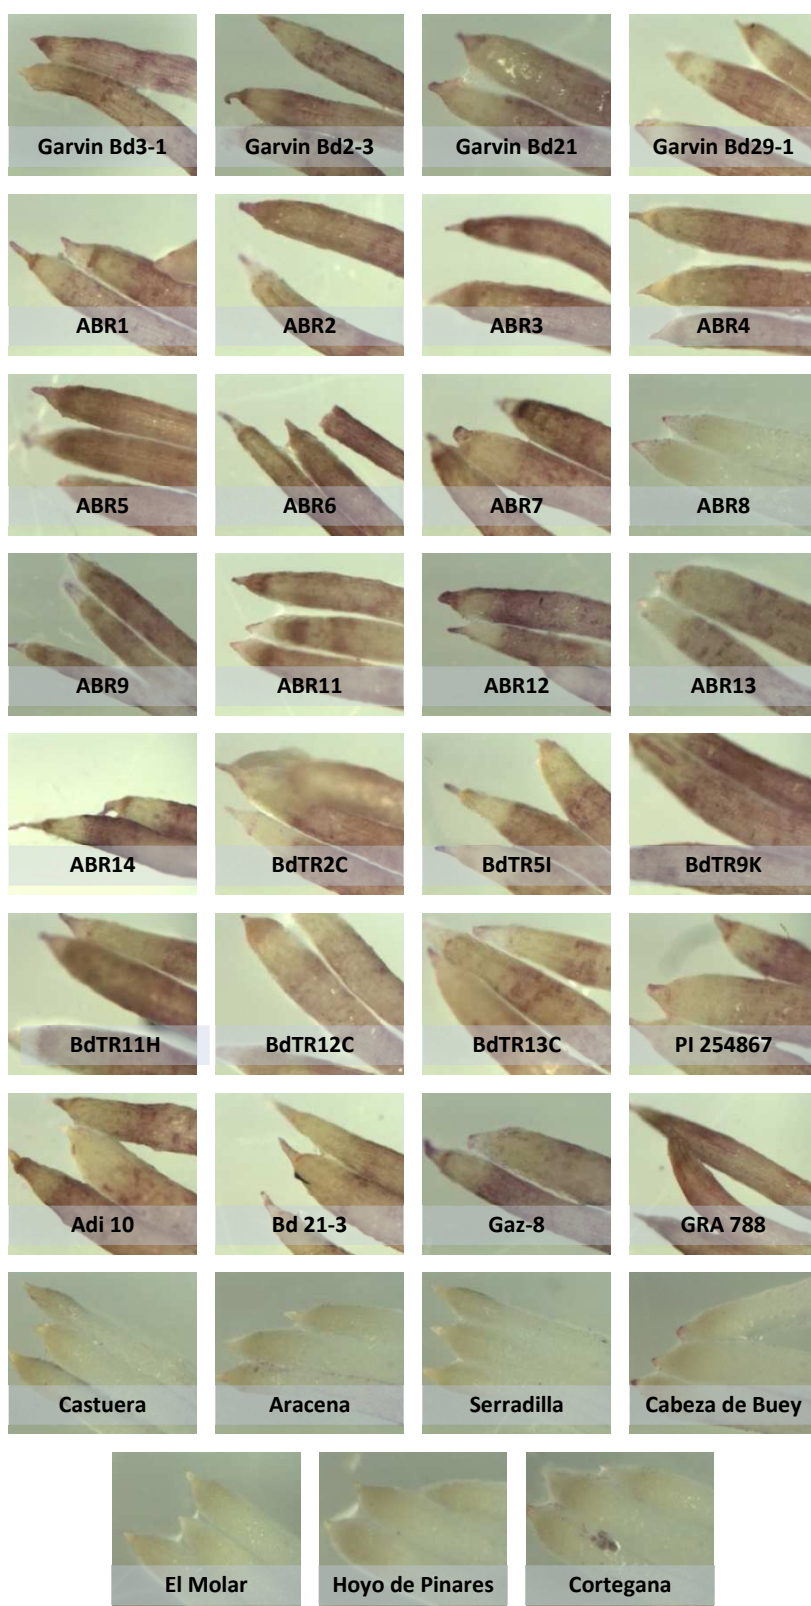 Garvin Bd3-1
Garvin Bd2-3
Garvin Bd21
Garvin Bd29-1
ABR1
ABR2
ABR3
ABR4
ABR5
ABR6
ABR7
ABR8
ABR9
ABR11
ABR12
ABR13
ABR14
BdTR2C
BdTR5I
BdTR9K
BdTR11H
BdTR12C
BdTR13C
PI 254867
Adi 10
Bd 21-3
Gaz-8
GRA 788
Castuera
Aracena
Serradilla
Cabeza de Buey
El Molar
Hoyo de Pinares
Cortegana